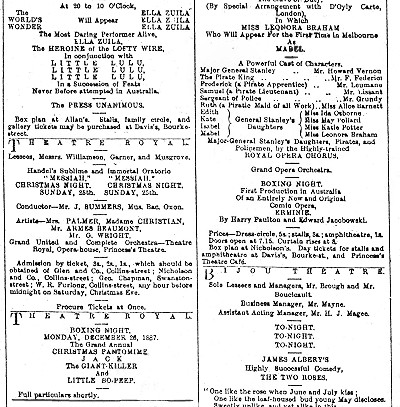 At 20 to 10 O'Clock,
The ELLA ZUILA
WORLD'S Will Appear ELLA ZUILA
WONDER ELLA ZUILA
The Most Daring Performer Alive,
ELLA ZUILA,
The HEROINE of the LOFTY WIRE,
In conjunction with
LITTLE LULU,
LITTLE LULU,
LITTLE LULU,
In a Succession of Feats
Never Before attempted in Australia.
The PRESS UNANIMOUS.
Box plan at Allan's. Stalls, family circle, and
gallery tickets may be purchased at Davis's, Bourke-
street.
THEATRE ROYAL
Lessees, Messrs. Williamson, Garner, and Musgrove.
Handel's Sublime and Immortal Oratorio
"MESSIAH." "MESSIAH."
CHRISTMAS NIGHT. CHRISTMAS NIGHT.
SUNDAY, 25th. SUNDAY, 25th.
Conductor—Mr. J. SUMMERS, Mus. Bac. Oxon.
Artists—Mrs. PALMER, Madame CHRISTIAN,
Mr. ARMES BEAUMONT,
Mr. G. WRIGHT.
Grand United and Complete Orchestra—Theatre
Royal, Opera-house, Princess's Theatre.
Admission by ticket, 3s., 2s., 1s., which should be
obtained of Glen and Co., Collins-street; Nicholson
and Co., Collins-street; Geo. Chapman, Swanston-
street; W. R. Furlong, Collins-street, any hour before
midnight on Saturday, Christmas Eve.
Procure Tickets at Once.
THEATRE ROYAL
BOXING NIGHT.
MONDAY, DECEMBER 26, 1887.
The Grand Annual
CHRISTMAS PANTOMIME
JACK
The GIANT-KILLER
And
LITTLE BO-PEEP.
Full particulars shortly.
(By Special Arrangement with D'Oyly Carte,
London),
In Which
MISS LEONORA BRAHAM
Who Will Appear for the First Time in Melbourne
As
MABEL.
A Powerful Cast of Characters.
Major General Stanley .. Mr. Howard Vernon
The Pirate King .. Mr. F. Federici
Frederick (a Pirate Apprentice) .. Mr. Leumane
Samuel (a Pirate Lieutenant) .. Mr. Lissant
Sergeant of Police .. Mr. Grundy
Ruth (a Piratic Maid of all Work) .. Miss Alice Barnett
Edith Miss Ida Osborne.
Kate General Stanley's Miss May Pollard
Isabel Daughters Miss Katie Potter
Mabel Miss Leonora Braham
Major-General Stanley's Daughters, Pirates, and
Policemen, by the Highly-trained
ROYAL OPERA CHORUS.
Grand Opera Orchestra.
BOXING NIGHT.
First Production in Australia
Of an Entirely New and Original
Comic Opera,
ERMINIE,
By Harry Paulton and Edward Jacobowski.
Prices—Dress-circle, 5s.; stalls, 3s.; amphitheatre, 1s.
Doors open at 7.15. Curtain rises at 8.
Box plan at Nicholson's. Day tickets for stalls and
amphitheatre at Davis's, Bourke-st., and Princess's
Theatre Café.
BIJOU THEATRE.
Sole Lessees and Managers, Mr. Brough and Mr.
Boucicault.
Business Manager, Mr. Mayne.
Assistant Acting Manager, Mr. H. J. Magee.
TO-NIGHT.
TO-NIGHT.
TO-NIGHT.
JAMES ALBERY'S
Highly Successful Comedy,
THE TWO ROSES.
"One like the rose when June and July kiss;
One like the leaf-housed bud young May discloses.